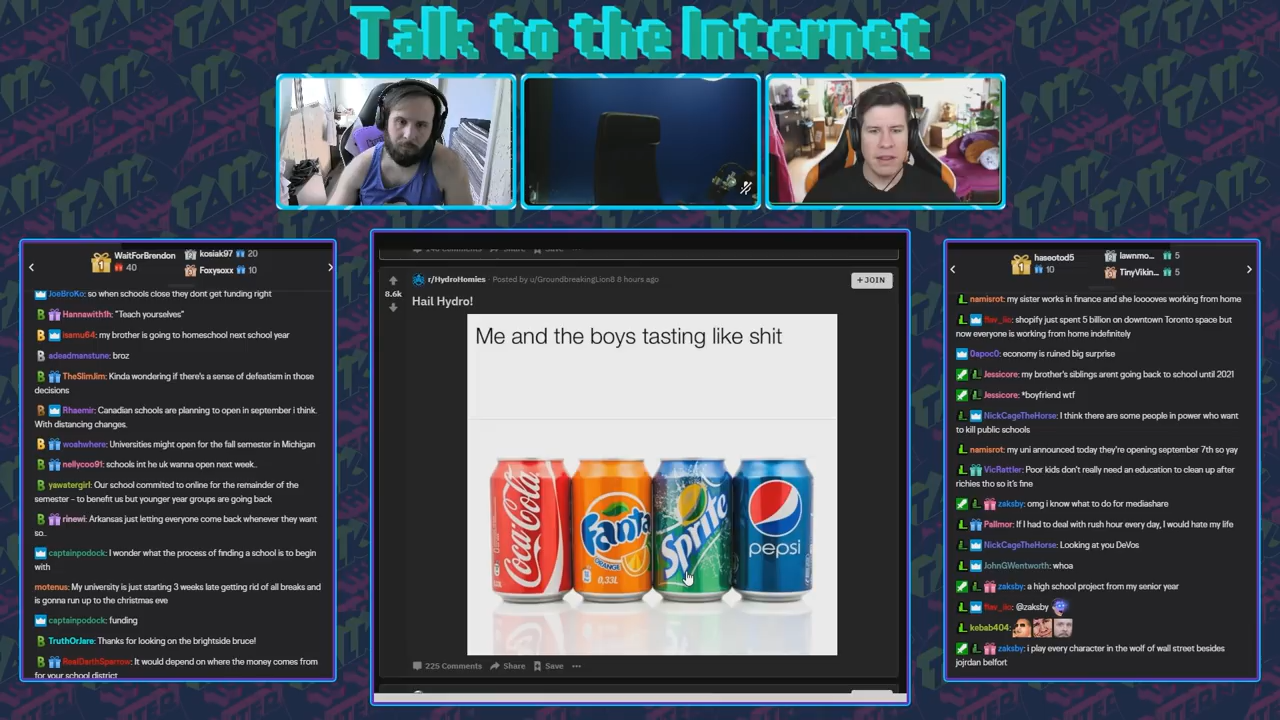 Talk to the Internet
WaitForBrendon
40
kosiak97 20
Foxysoxx 10
JoeBroKo: so when schools close they dont get funding right
Hannawith1h: "Teach yourselves"
isamu64: my brother is going to homeschool next school year
adeadmanstune: broz
TheSlimJim: Kinda wondering if there's a sense of defeatism in those
decisions
Rhaemir: Canadian schools are planning to open in september i think.
With distancing changes.
woahwhere: Universities might open for the fall semester in Michigan
nellycoo91: schools int he uk wanna open next week..
yawatergirl: Our school commited to online for the remainder of the
semester - to benefit us but younger year groups are going back
rinewi: Arkansas just letting everyone come back whenever they want
so..
captainpodock: I wonder what the process of finding a school is to begin
with
motenus: My university is just starting 3 weeks late getting rid of all breaks and
is gonna run up to the christmas eve
captainpodock: funding
TruthOrJare: Thanks for looking on the brightside bruce!
RealDarthSparrow: It would depend on where the money comes from
for your school district
Comments Share Save
r/HydroHomies · Posted by u/GroundbreakingLion8 8 hours ago
+ JOIN
8.6k
Hail Hydro!
Me and the boys tasting like shit
Coca-Cola
Fanta
ORANGE
0,33L
Sprite
pepsi
225 Comments Share Save
haseotod5
10
lawnmo... 5
TinyVikin... 5
namisrot: my sister works in finance and she looooves working from home
shopify just spent 5 billion on downtown Toronto space but
now everyone is working from home indefinitely
0apoc0: economy is ruined big surprise
Jessicore: my brother's siblings arent going back to school until 2021
Jessicore: *boyfriend wtf
NickCageTheHorse: I think there are some people in power who want
to kill public schools
namisrot: my uni announced today they're opening september 7th so yay
VicRattler: Poor kids don't really need an education to clean up after
richies tho so it's fine
zaksby: omg i know what to do for mediashare
Pallmor: If I had to deal with rush hour every day, I would hate my life
NickCageTheHorse: Looking at you DeVos
JohnGWentworth: whoa
zaksby: a high school project from my senior year
@zaksby
kebab404:
zaksby: i play every character in the wolf of wall street besides
jojrdan belfort